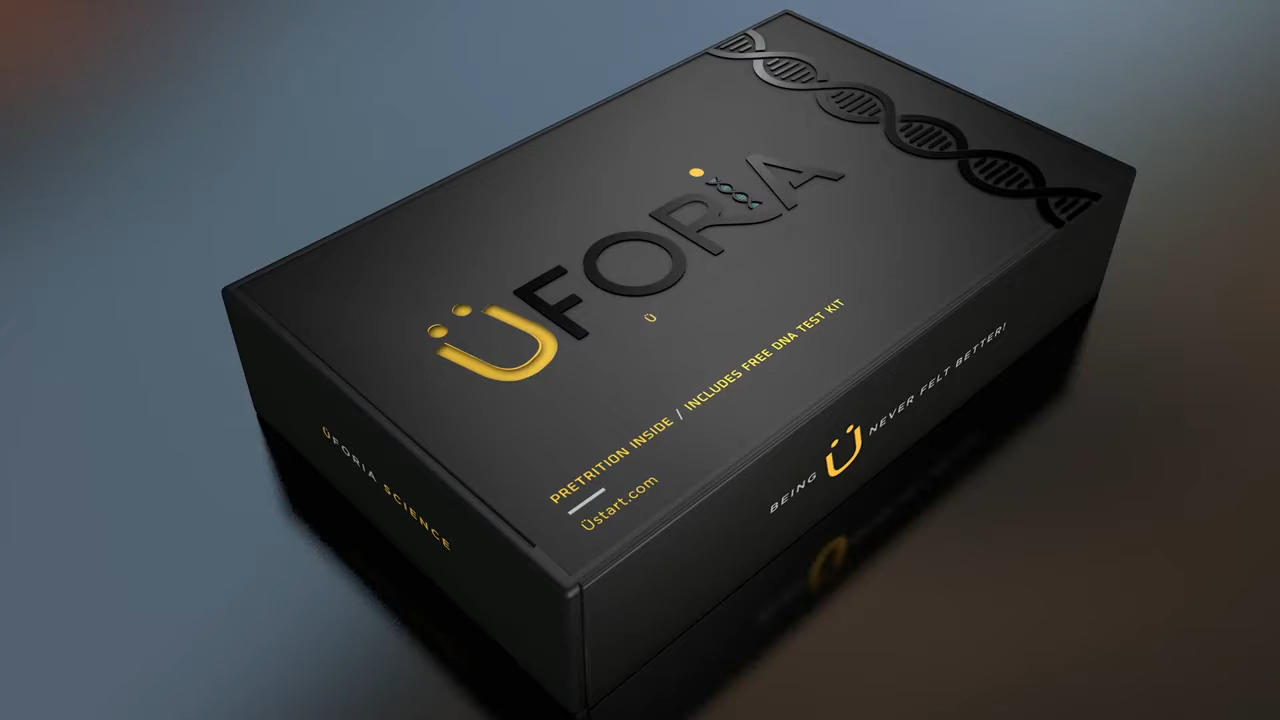 ÜFORIA
Ü
PRETRITION INSIDE / INCLUDES FREE DNA TEST KIT
Üstart.com
ÜFORIA SCIENCE
BEING Ü NEVER FELT BETTER!